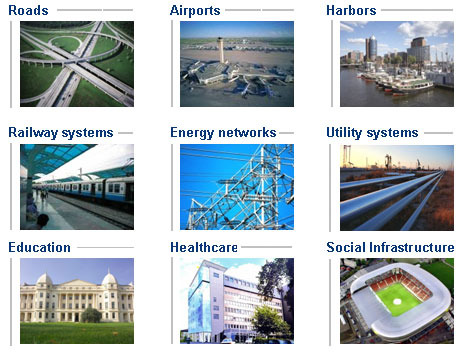 Roads
Airports
Harbors
Railway systems
Energy networks
Utility systems
Education
Healthcare
Social Infrastructure